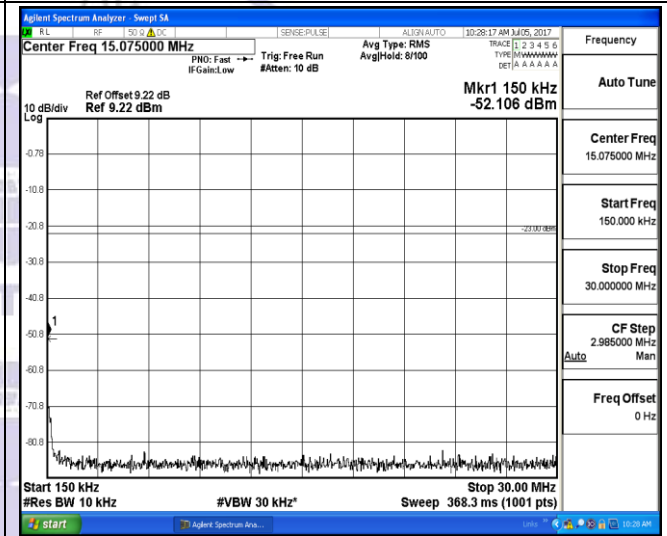 Agilent Spectrum Analyzer - Swept SA
RL RF 50 Ω DC SENSE:PULSE ALIGN AUTO 10:28:17 AM Jul 05, 2017
Center Freq 15.075000 MHz
PNO: Fast
IFGain:Low
Trig: Free Run
#Atten: 10 dB
Avg Type: RMS
Avg|Hold: 8/100
TRACE 1 2 3 4 5 6
TYPE MWWWWW
DET A A A A A A
Ref Offset 9.22 dB
10 dB/div Ref 9.22 dBm
Log
Mkr1 150 kHz
-52.106 dBm
-0.78
-10.8
-20.8
-23.00 dBm
-30.8
-40.8
1
-50.8
-60.8
-70.8
-80.8
Start 150 kHz Stop 30.00 MHz
#Res BW 10 kHz #VBW 30 kHz* Sweep 368.3 ms (1001 pts)
Frequency
Auto Tune
Center Freq
15.075000 MHz
Start Freq
150.000 kHz
Stop Freq
30.000000 MHz
CF Step
2.985000 MHz
Auto Man
Freq Offset
0 Hz
start Agilent Spectrum Ana... Links 10:28 AM